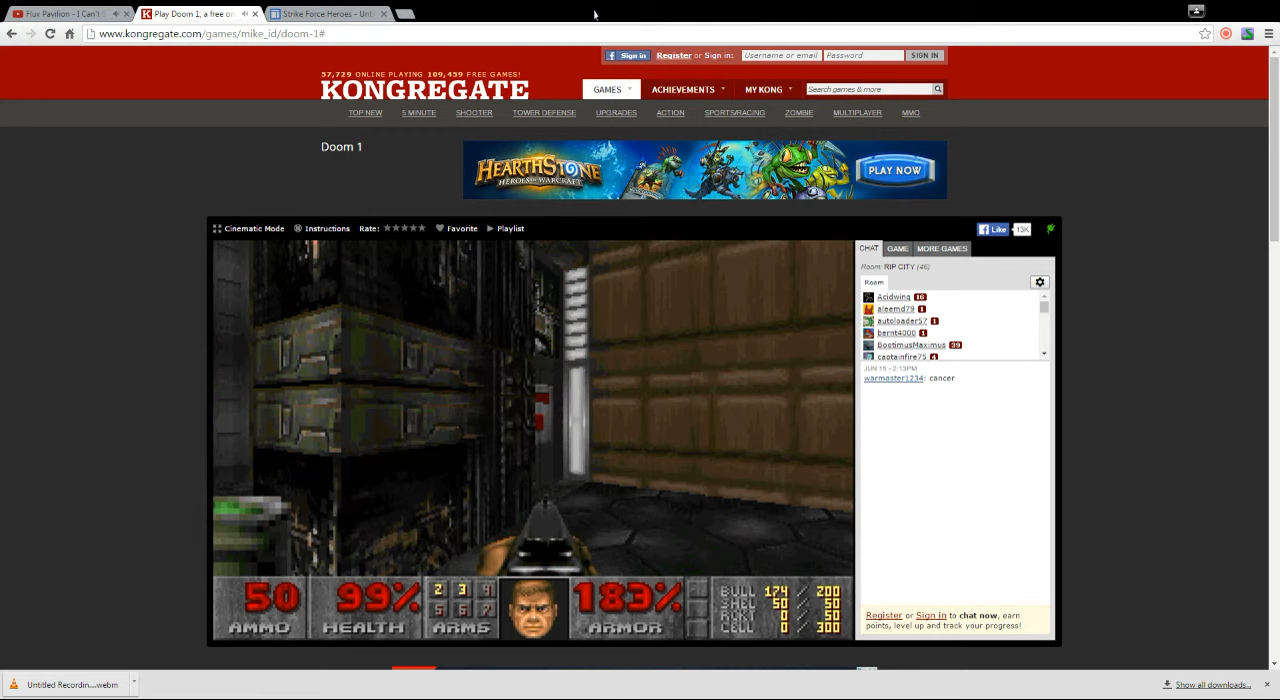 Flux Pavilion - I Can't S
Play Doom 1, a free on
Strike Force Heroes - Unb
www.kongregate.com/games/mike_id/doom-1#
Sign in Register or Sign in: Username or email Password SIGN IN
57,729 ONLINE PLAYING 109,459 FREE GAMES!
KONGREGATE
GAMES ACHIEVEMENTS MY KONG Search games & more
TOP NEW 5 MINUTE SHOOTER TOWER DEFENSE UPGRADES ACTION SPORTS/RACING ZOMBIE MULTIPLAYER MMO
Doom 1
HEARTHSTONE
HEROES OF WARCRAFT
PLAY NOW
Cinematic Mode Instructions Rate: Favorite Playlist Like 13K
CHAT GAME MORE GAMES
Room: RIP CITY (46)
Room
Acidwing 16
aleemd79 1
autoloader57 1
bernt4000 1
BootimusMaximus 39
captainfire75 4
JUN 15 - 2:13PM
warmaster1234: cancer
50 99% 2 3 4 183%
5 6 7
AMMO HEALTH ARMS ARMOR
BULL 174 / 200
SHEL 50 / 50
RCKT 0 / 50
CELL 0 / 300
Register or Sign in to chat now, earn
points, level up and track your progress!
Untitled Recordin....webm
Show all downloads...